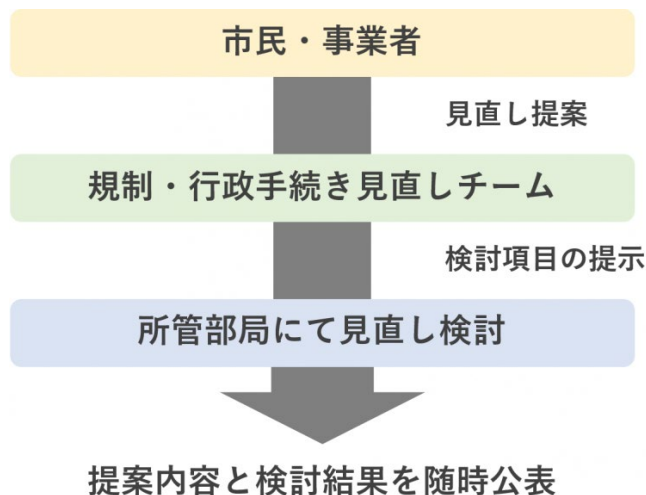 市民・事業者
見直し提案
規制・行政手続き見直しチーム
検討項目の提示
所管部局にて見直し検討
提案内容と検討結果を随時公表